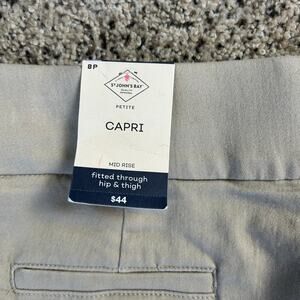 8P
ST. JOHN'S BAY
PETITE
CAPRI
MID RISE
fitted through
hip & thigh
$44